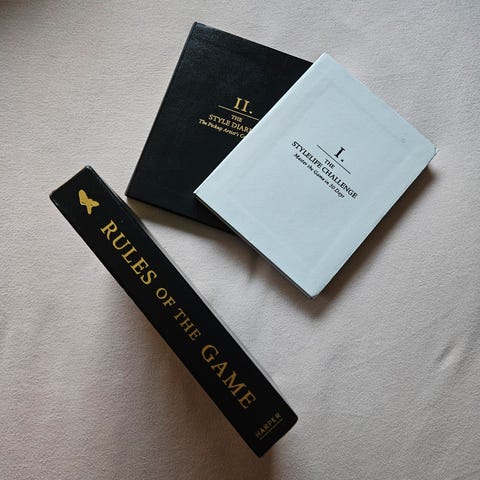 II.
THE
STYLE DIARIES
The Pickup Artist's
I.
THE
STYLELIFE CHALLENGE
Master the Game in 30 Days
RULES OF THE GAME
HARPER